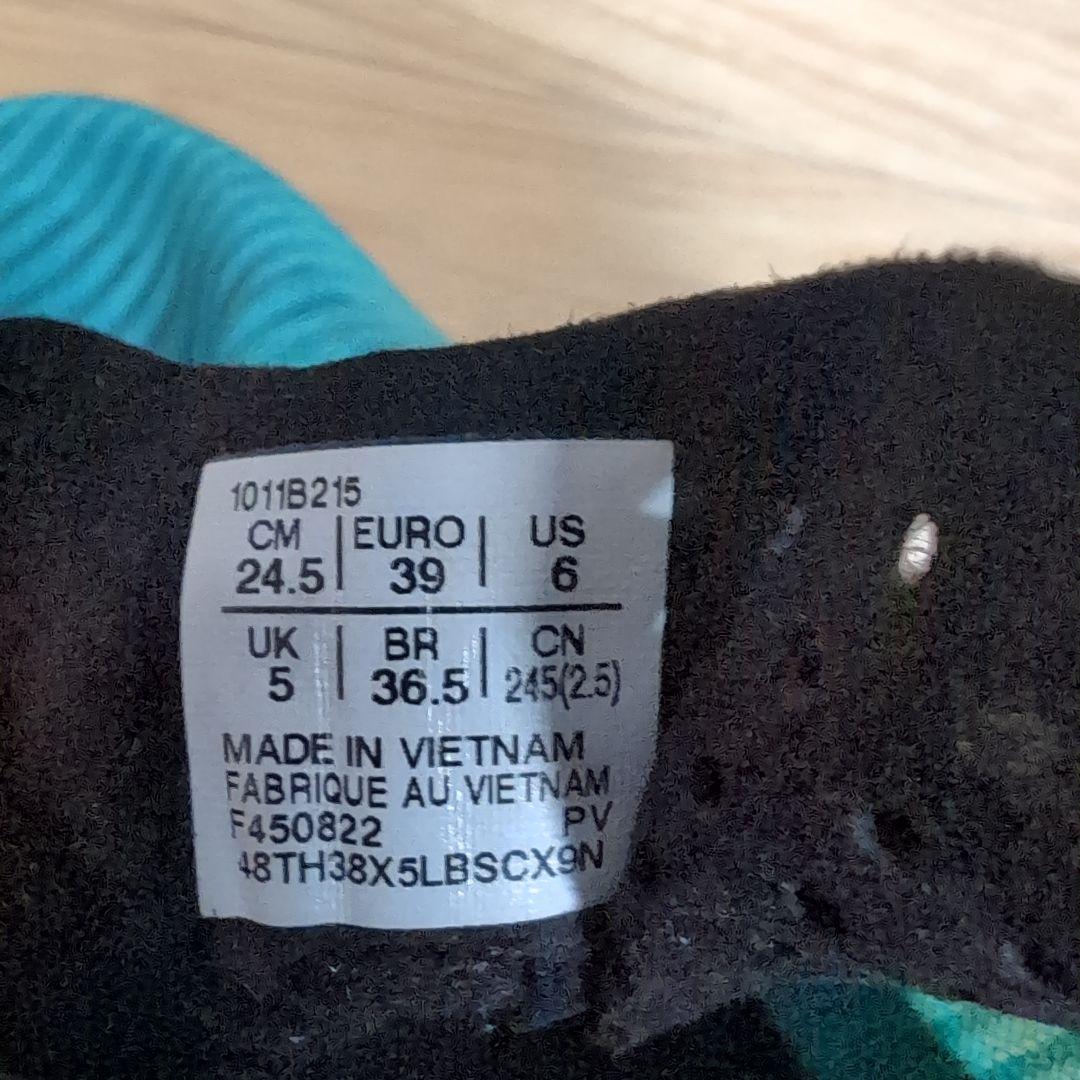 1011B215
CM | EURO | US
24.5 | 39 | 6
UK | BR | CN
5 | 36.5 | 245(2.5)
MADE IN VIETNAM
FABRIQUE AU VIETNAM
F450822 PV
48TH38X5LBSCX9N